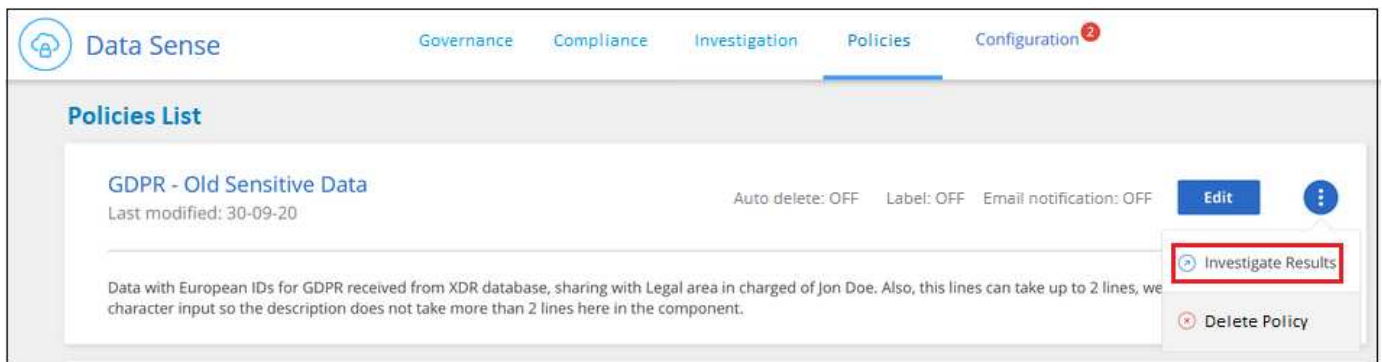 Data Sense
Governance
Compliance
Investigation
Policies
Configuration
2
Policies List
GDPR - Old Sensitive Data
Last modified: 30-09-20
Auto delete: OFF
Label: OFF
Email notification: OFF
Edit
Investigate Results
Delete Policy
Data with European IDs for GDPR received from XDR database, sharing with Legal area in charged of Jon Doe. Also, this lines can take up to 2 lines, we
character input so the description does not take more than 2 lines here in the component.